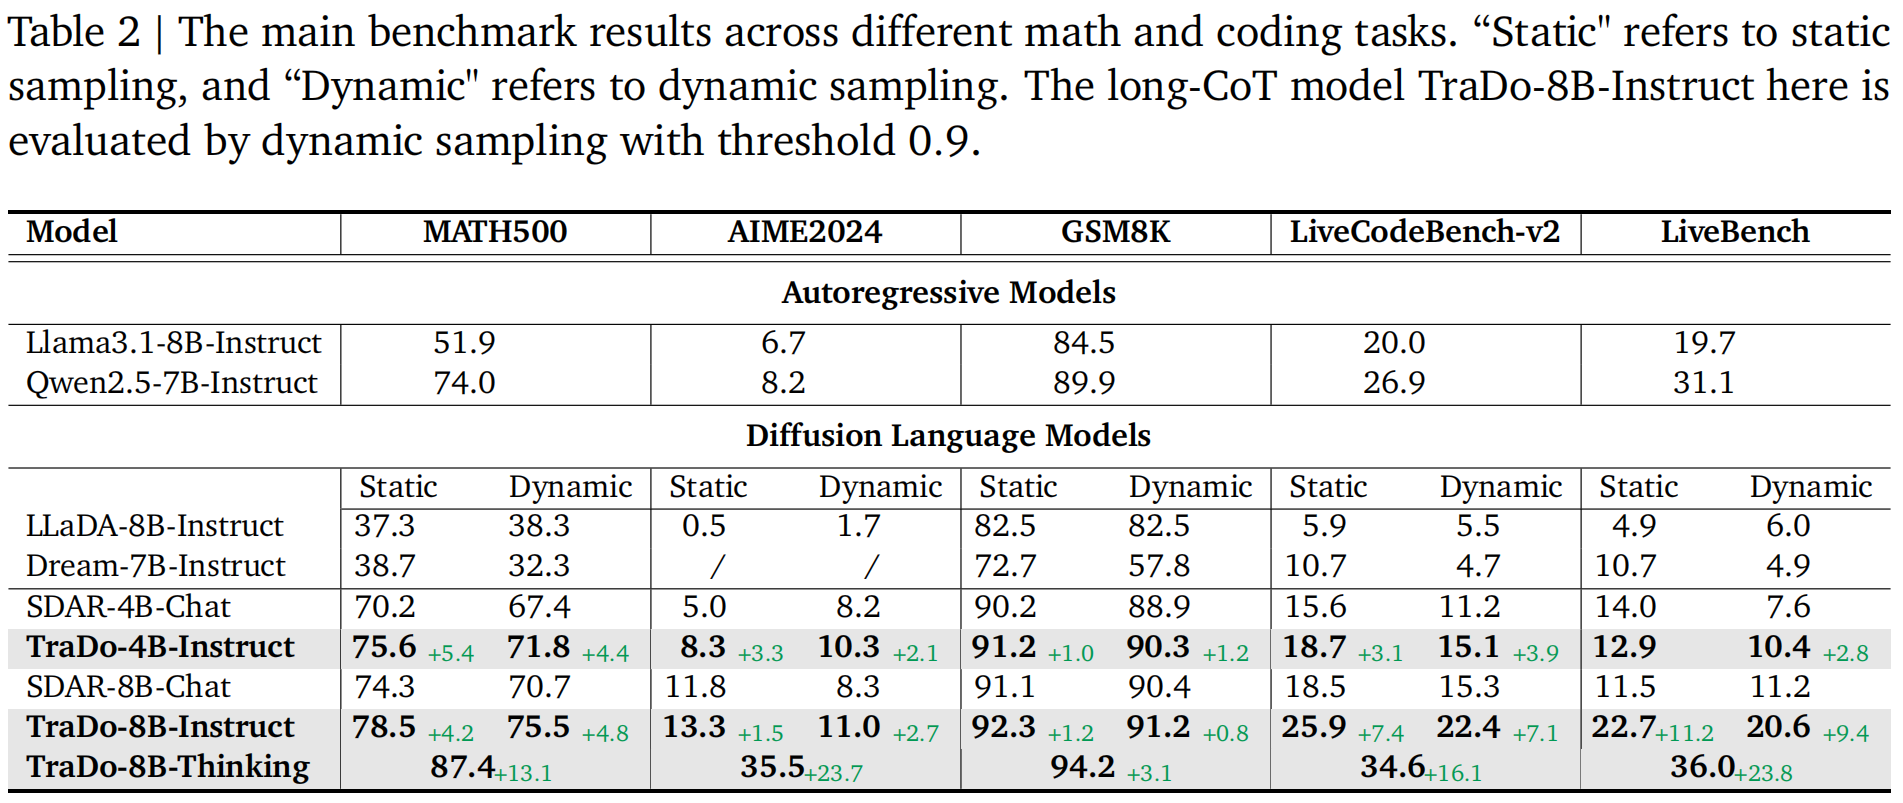 Table 2 | The main benchmark results across different math and coding tasks. “Static" refers to static
sampling, and “Dynamic" refers to dynamic sampling. The long-CoT model TraDo-8B-Instruct here is
evaluated by dynamic sampling with threshold 0.9.
Model MATH500 AIME2024 GSM8K LiveCodeBench-v2 LiveBench
Autoregressive Models
Llama3.1-8B-Instruct 51.9 6.7 84.5 20.0 19.7
Qwen2.5-7B-Instruct 74.0 8.2 89.9 26.9 31.1
Diffusion Language Models
Static Dynamic Static Dynamic Static Dynamic Static Dynamic Static Dynamic
LLaDA-8B-Instruct 37.3 38.3 0.5 1.7 82.5 82.5 5.9 5.5 4.9 6.0
Dream-7B-Instruct 38.7 32.3 / / 72.7 57.8 10.7 4.7 10.7 4.9
SDAR-4B-Chat 70.2 67.4 5.0 8.2 90.2 88.9 15.6 11.2 14.0 7.6
TraDo-4B-Instruct 75.6 +5.4 71.8 +4.4 8.3 +3.3 10.3 +2.1 91.2 +1.0 90.3 +1.2 18.7 +3.1 15.1 +3.9 12.9 10.4 +2.8
SDAR-8B-Chat 74.3 70.7 11.8 8.3 91.1 90.4 18.5 15.3 11.5 11.2
TraDo-8B-Instruct 78.5 +4.2 75.5 +4.8 13.3 +1.5 11.0 +2.7 92.3 +1.2 91.2 +0.8 25.9 +7.4 22.4 +7.1 22.7 +11.2 20.6 +9.4
TraDo-8B-Thinking 87.4 +13.1 35.5 +23.7 94.2 +3.1 34.6 +16.1 36.0 +23.8